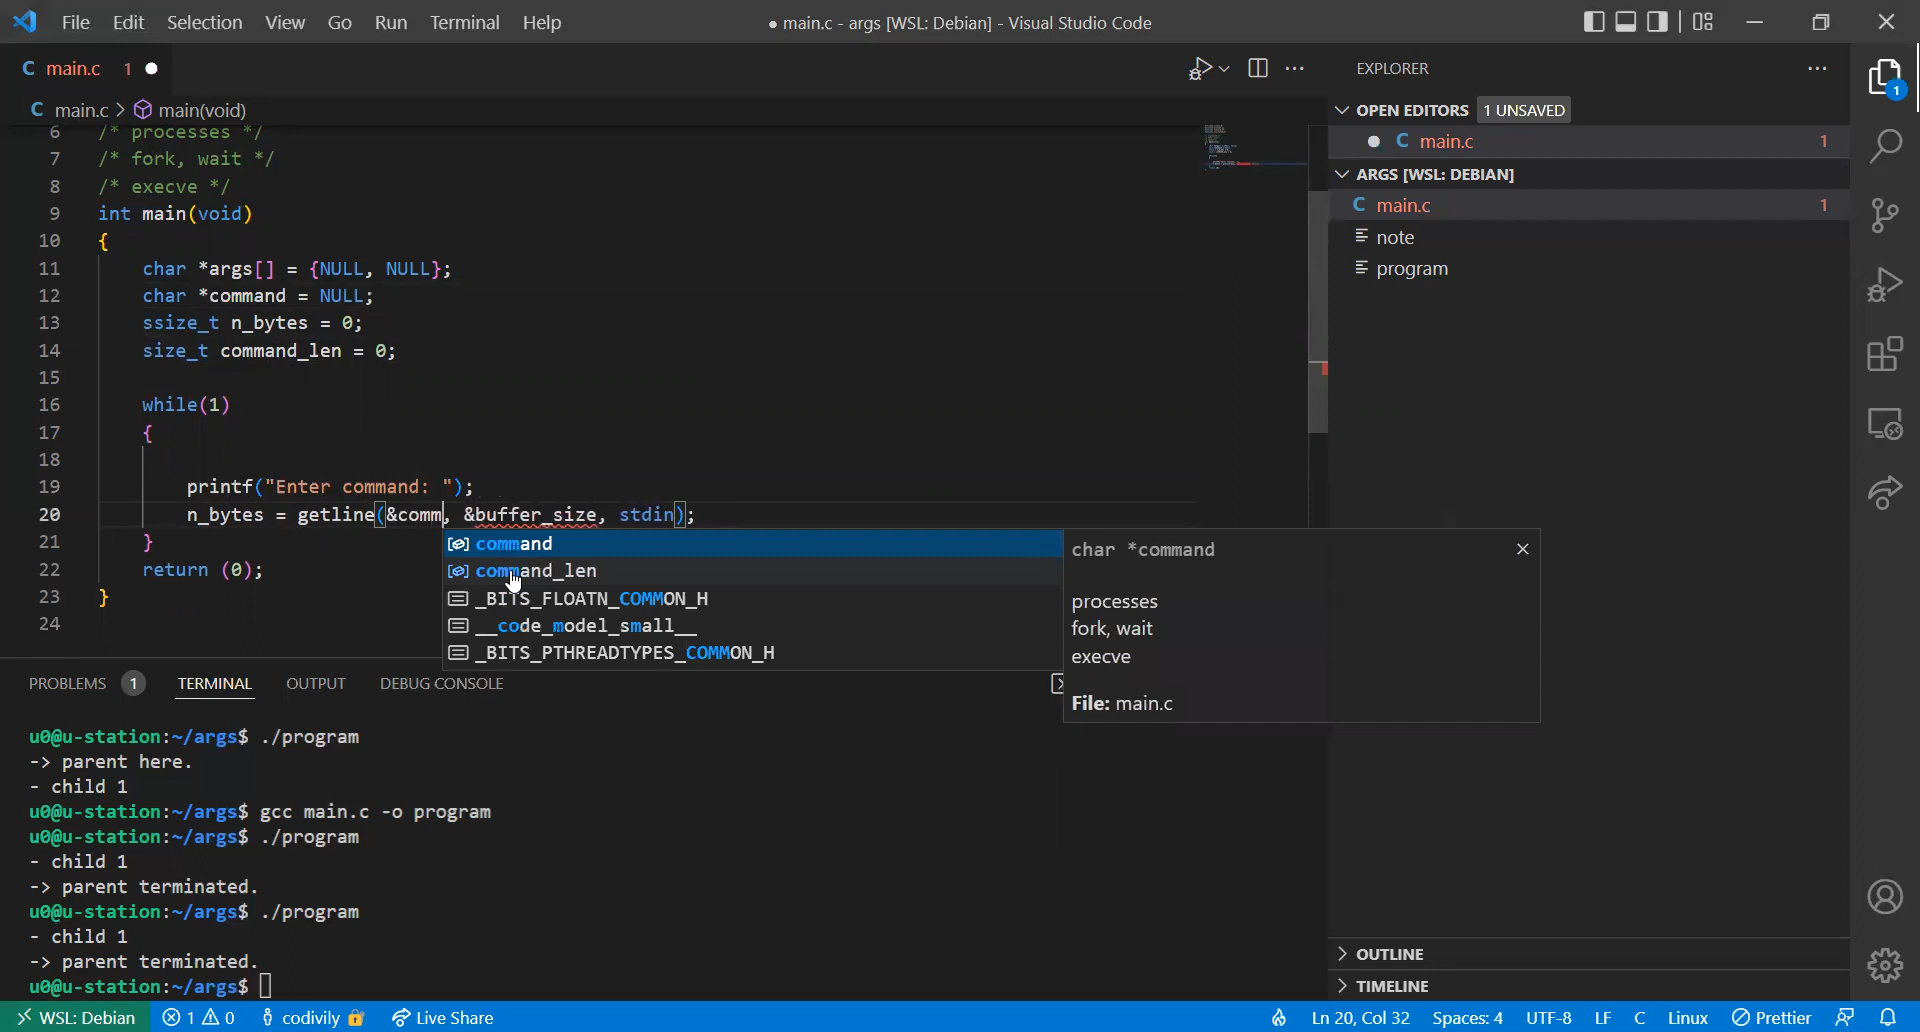 File Edit Selection View Go Run Terminal Help
● main.c - args [WSL: Debian] - Visual Studio Code
C main.c 1 ●
C main.c > main(void)
6 /* processes */
7 /* fork, wait */
8 /* execve */
9 int main(void)
10 {
11 char *args[] = {NULL, NULL};
12 char *command = NULL;
13 ssize_t n_bytes = 0;
14 size_t command_len = 0;
15
16 while(1)
17 {
18
19 printf("Enter command: ");
20 n_bytes = getline(&comm, &buffer_size, stdin);
21 }
22 return (0);
23 }
24
command
command_len
_BITS_FLOATN_COMMON_H
__code_model_small__
_BITS_PTHREADTYPES_COMMON_H
char *command
processes
fork, wait
execve
File: main.c
PROBLEMS 1 TERMINAL OUTPUT DEBUG CONSOLE
u0@u-station:~/args$ ./program
-> parent here.
- child 1
u0@u-station:~/args$ gcc main.c -o program
u0@u-station:~/args$ ./program
- child 1
-> parent terminated.
u0@u-station:~/args$ ./program
- child 1
-> parent terminated.
u0@u-station:~/args$
EXPLORER
OPEN EDITORS 1 UNSAVED
● C main.c 1
ARGS [WSL: DEBIAN]
C main.c 1
note
program
OUTLINE
TIMELINE
1
WSL: Debian 1 0 codivily Live Share Ln 20, Col 32 Spaces: 4 UTF-8 LF C Linux Prettier